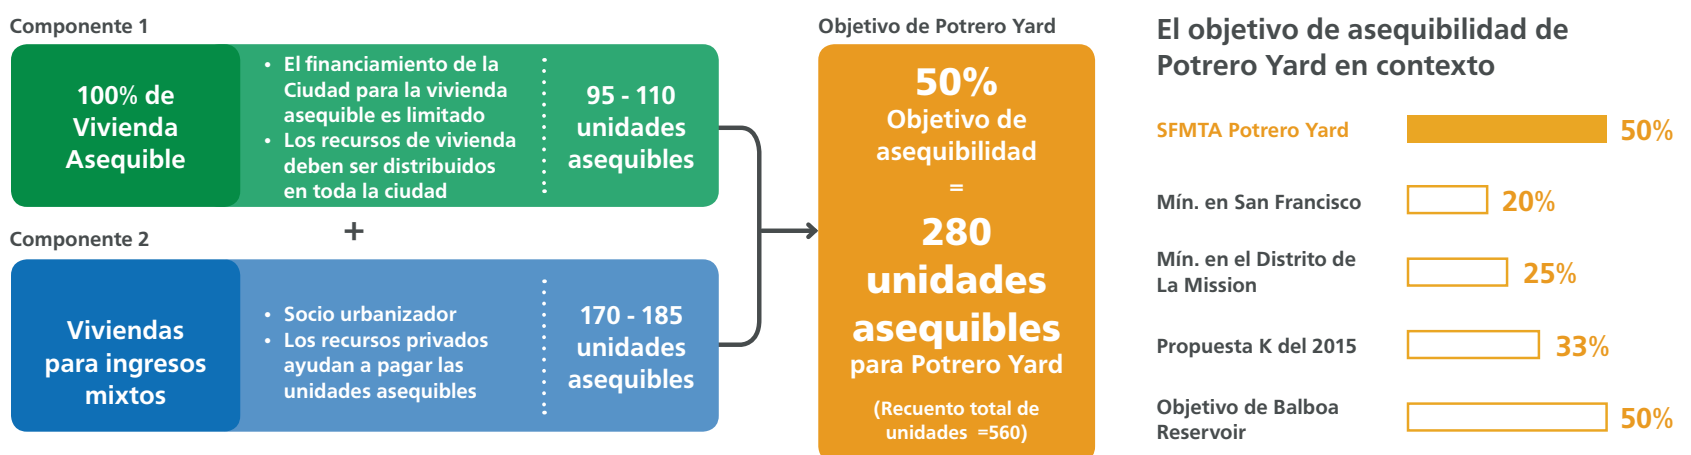 Componente 1
100% de
Vivienda
Asequible
• El financiamiento de la
Ciudad para la vivienda
asequible es limitado
• Los recursos de vivienda
deben ser distribuidos
en toda la ciudad
95 - 110
unidades
asequibles
+
Componente 2
Viviendas
para ingresos
mixtos
• Socio urbanizador
• Los recursos privados
ayudan a pagar las
unidades asequibles
170 - 185
unidades
asequibles
Objetivo de Potrero Yard
50%
Objetivo de
asequibilidad
=
280
unidades
asequibles
para Potrero Yard
(Recuento total de
unidades =560)
El objetivo de asequibilidad de
Potrero Yard en contexto
SFMTA Potrero Yard
50%
Mín. en San Francisco
20%
Mín. en el Distrito de
La Mission
25%
Propuesta K del 2015
33%
Objetivo de Balboa
Reservoir
50%